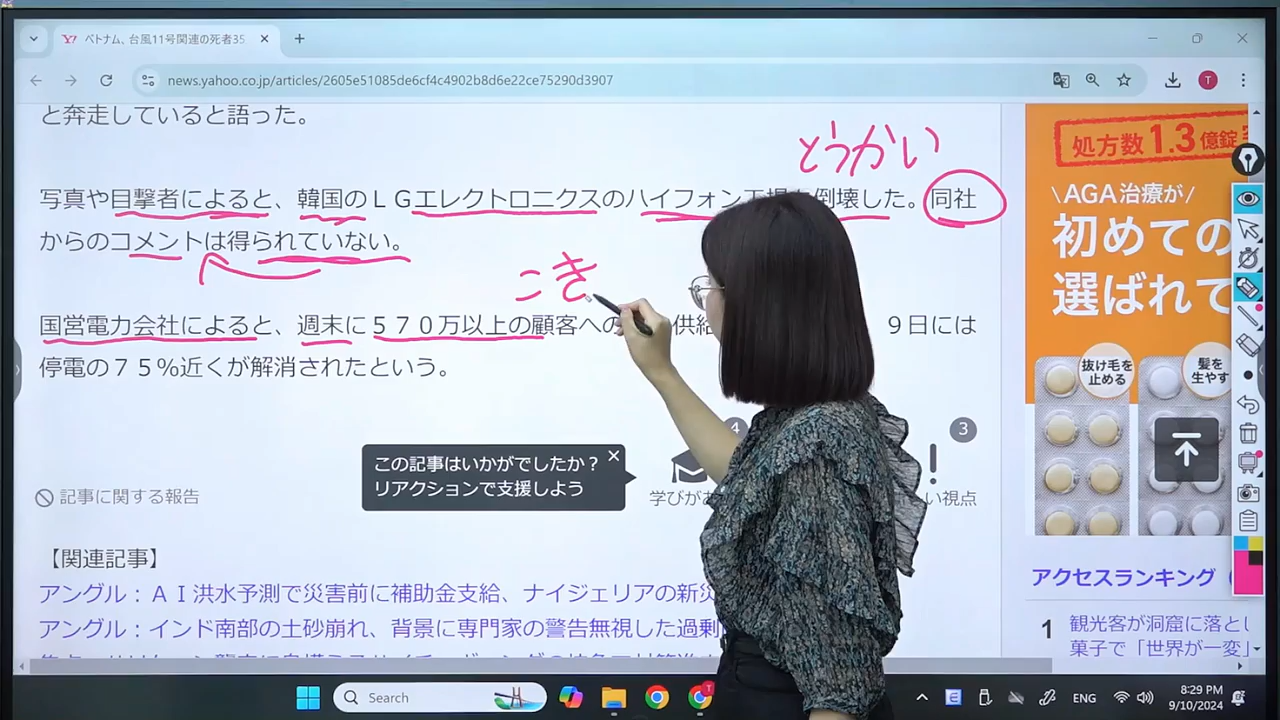 ベトナム、台風11号関連の死者35
news.yahoo.co.jp/articles/2605e51085de6cf4c4902b8d6e22ce75290d3907
T
と奔走していると語った。
とうかい
写真や目撃者によると、韓国のＬＧエレクトロニクスのハイフォン工場も倒壊した。同社
からのコメントは得られていない。
こき
国営電力会社によると、週末に５７０万以上の顧客への
供給
９日には
停電の７５％近くが解消されたという。
4
3
この記事はいかがでしたか？
リアクションで支援しよう
学びが
い視点
記事に関する報告
【関連記事】
アングル：ＡＩ洪水予測で災害前に補助金支給、ナイジェリアの新
アングル：インド南部の土砂崩れ、背景に専門家の警告無視した過剰
処方数1.3億錠
\AGA治療が/
初めての
選ばれて
抜け毛を
止める
髪を
生やす
アクセスランキング
1
観光客が洞窟に落とし
菓子で「世界が一変」
Search
T
E
ENG
8:29 PM
9/10/2024